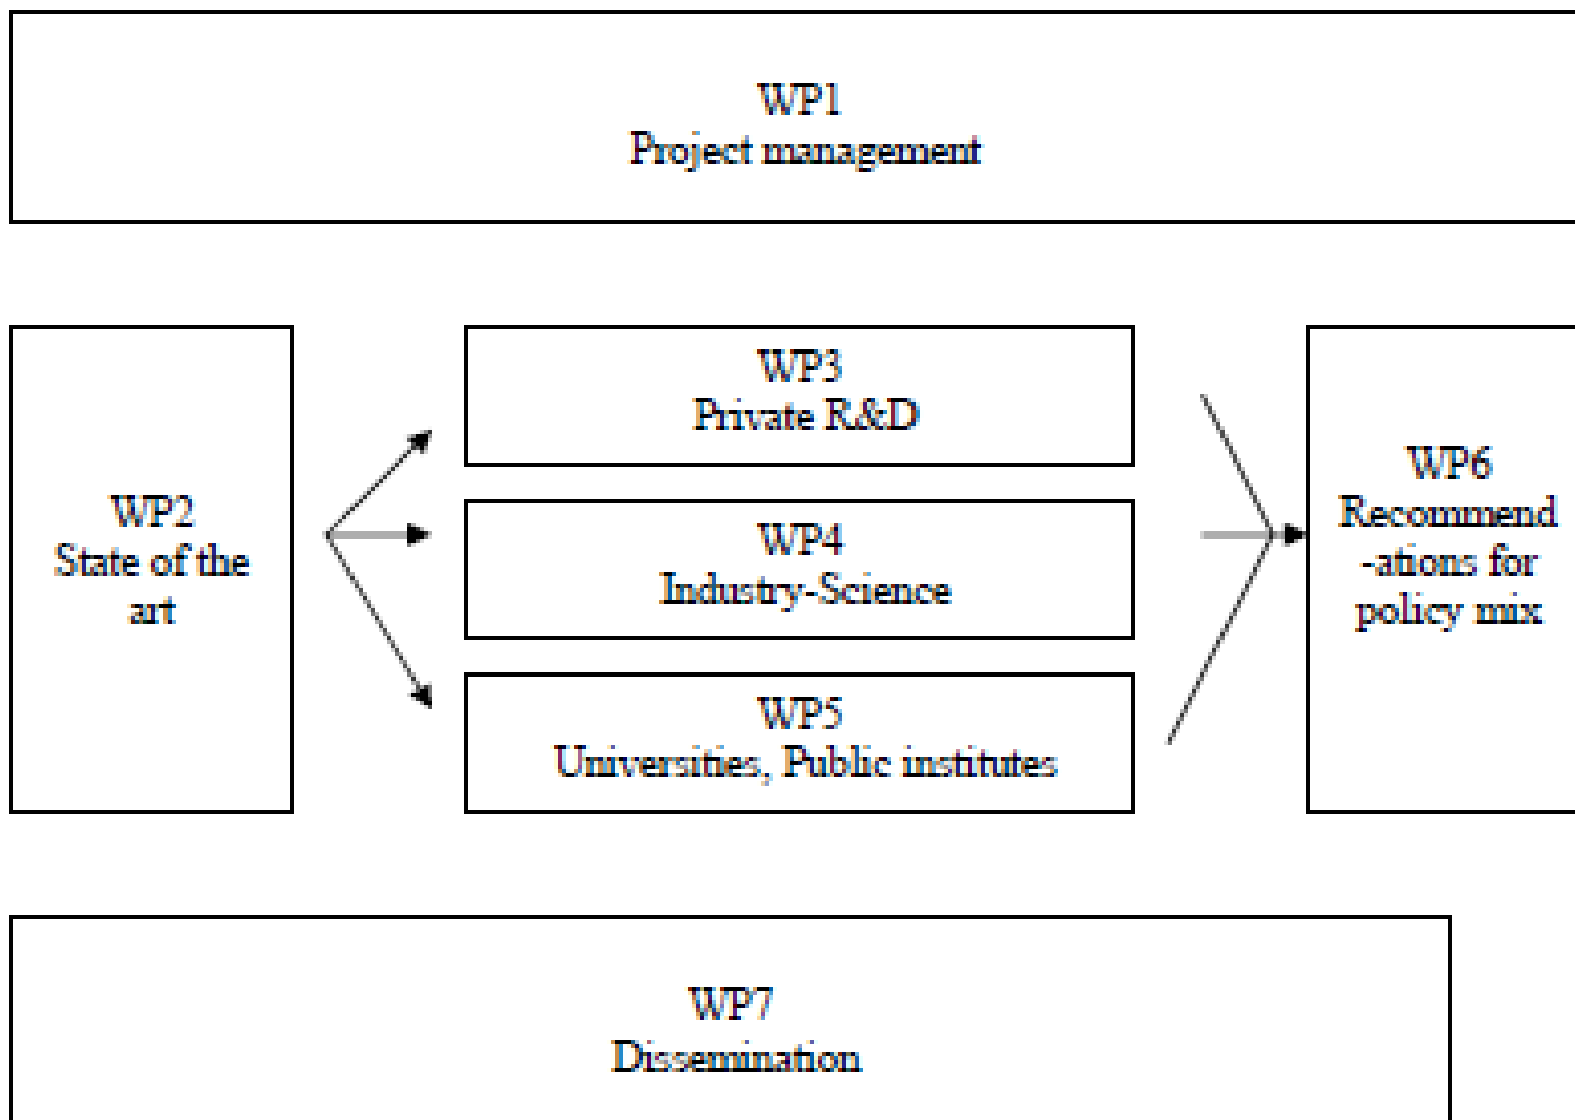 WP1
Project management
WP2
State of the
art
WP3
Private R&D
WP4
Industry-Science
WP5
Universities, Public institutes
WP6
Recommend
-ations for
policy mix
WP7
Dissemination